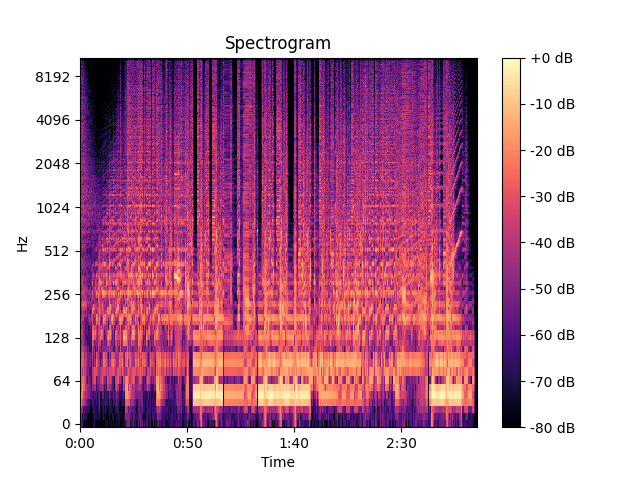 Spectrogram
Hz
8192
4096
2048
1024
512
256
128
64
0
0:00
0:50
1:40
2:30
Time
+0 dB
-10 dB
-20 dB
-30 dB
-40 dB
-50 dB
-60 dB
-70 dB
-80 dB